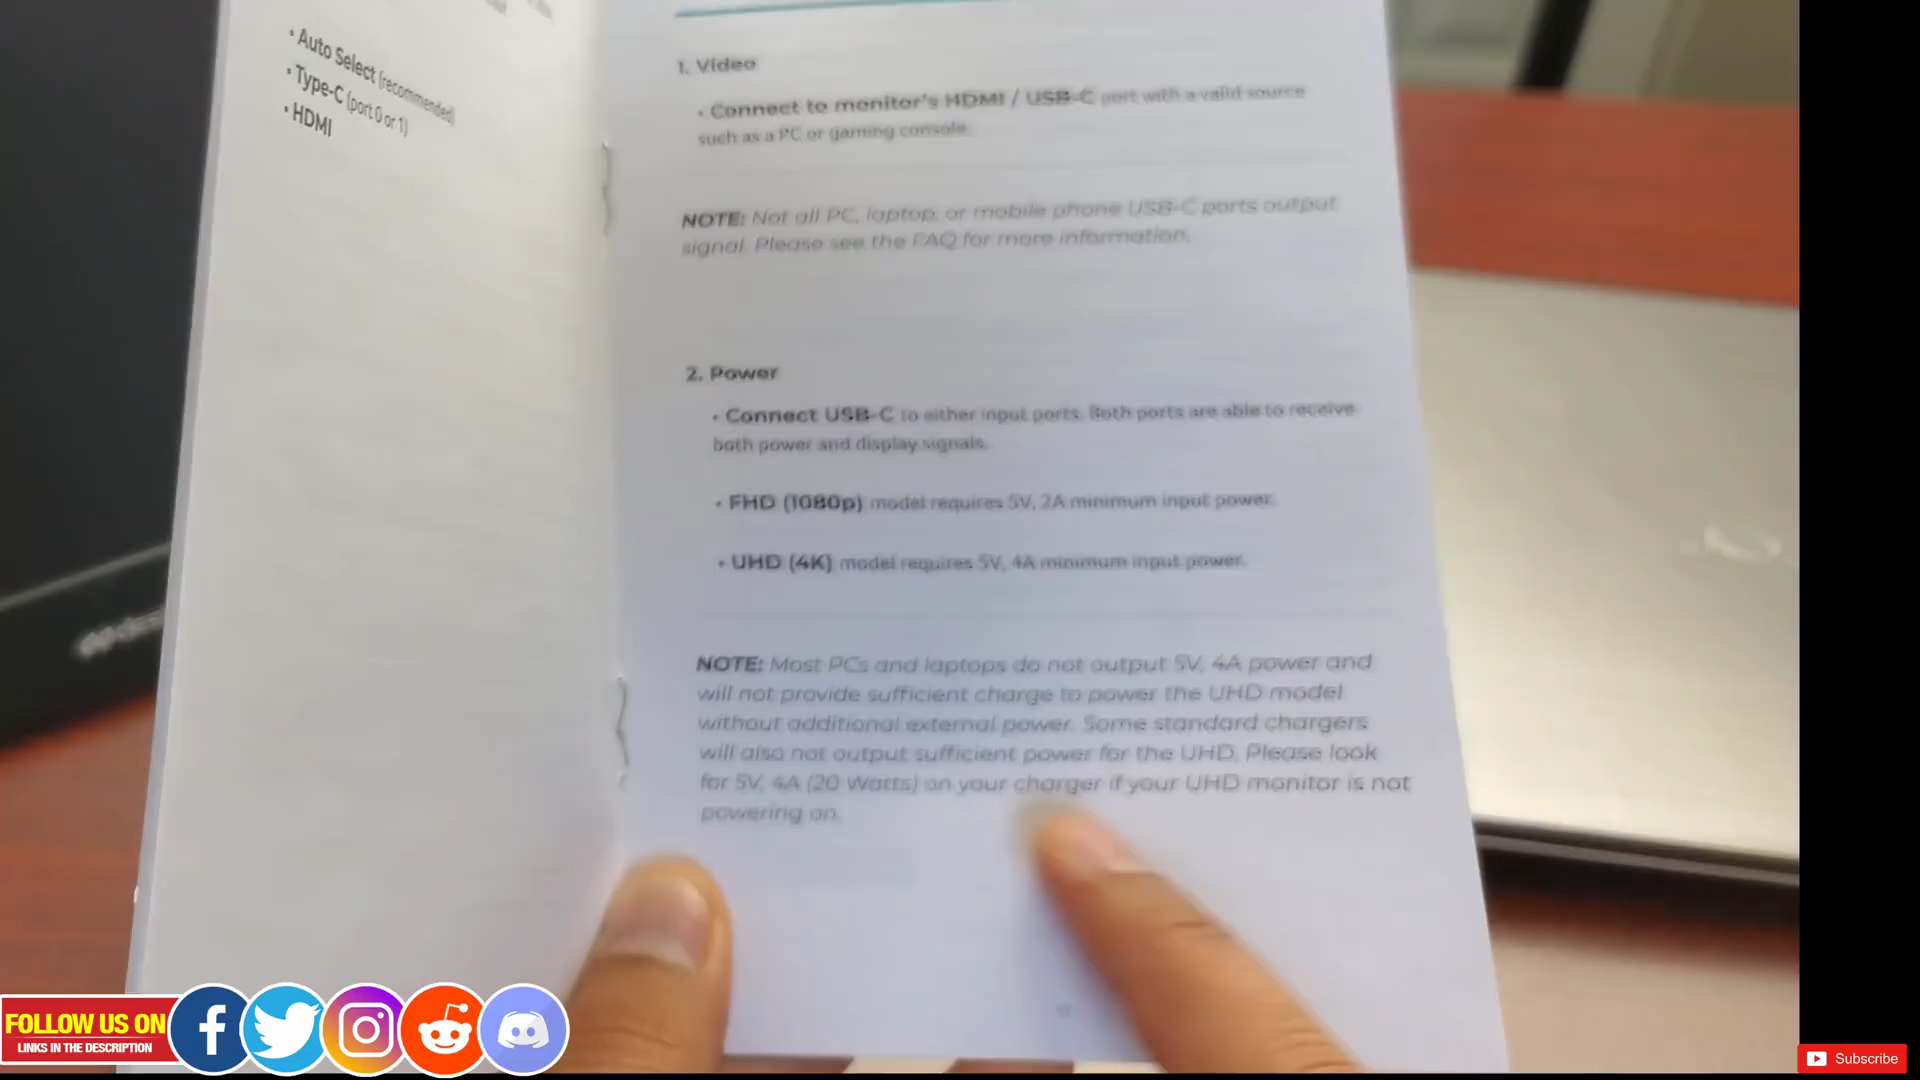 • Auto Select (recommended)
• Type-C (port 0 or 1)
• HDMI
1. Video
• Connect to monitor's HDMI / USB-C port with a valid source
such as a PC or gaming console.
NOTE: Not all PC, laptop, or mobile phone USB-C ports output
signal. Please see the FAQ for more information.
2. Power
• Connect USB-C to either input ports. Both ports are able to receive
both power and display signals.
• FHD (1080p) model requires 5V, 2A minimum input power.
• UHD (4K) model requires 5V, 4A minimum input power.
NOTE: Most PCs and laptops do not output 5V, 4A power and
will not provide sufficient charge to power the UHD model
without additional external power. Some standard chargers
will also not output sufficient power for the UHD. Please look
for 5V, 4A (20 Watts) on your charger if your UHD monitor is not
powering on.
FOLLOW US ON
LINKS IN THE DESCRIPTION
Subscribe